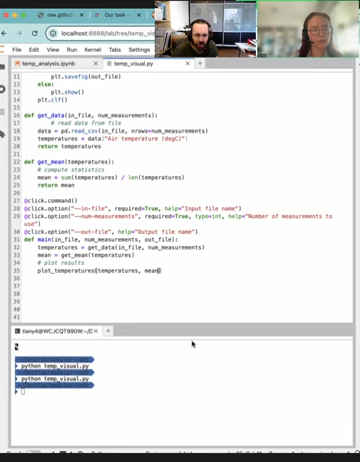 raw.github
Our task
localhost:8888/lab/tree/temp_vis
File Edit View Run Kernel Tabs Settings
temp_analysis.ipynb
temp_visual.py
11 plt.savefig(out_file)
12 else:
13 plt.show()
14 plt.clf()
15
16 def get_data(in_file, num_measurements):
17 # read data from file
18 data = pd.read_csv(in_file, nrows=num_measurements)
19 temperatures = data["Air temperature (degC)"]
20 return temperatures
21
22 def get_mean(temperatures):
23 # compute statistics
24 mean = sum(temperatures) / len(temperatures)
25 return mean
26
27 @click.command()
28 @click.option("--in-file", required=True, help="Input file name")
29 @click.option("--num-measurements", required=True, type=int, help="Number of measurements to
use")
30 @click.option("--out-file", help="Output file name")
31 def main(in_file, num_measurements, out_file):
32 temperatures = get_data(in_file, num_measurements)
33 mean = get_mean(temperatures)
34 # plot results
35 plot_temperatures(temperatures, mean)
36
37
38
39
40
41
tiany4@WCJCQT990W:~/D
python temp_visual.py
python temp_visual.py